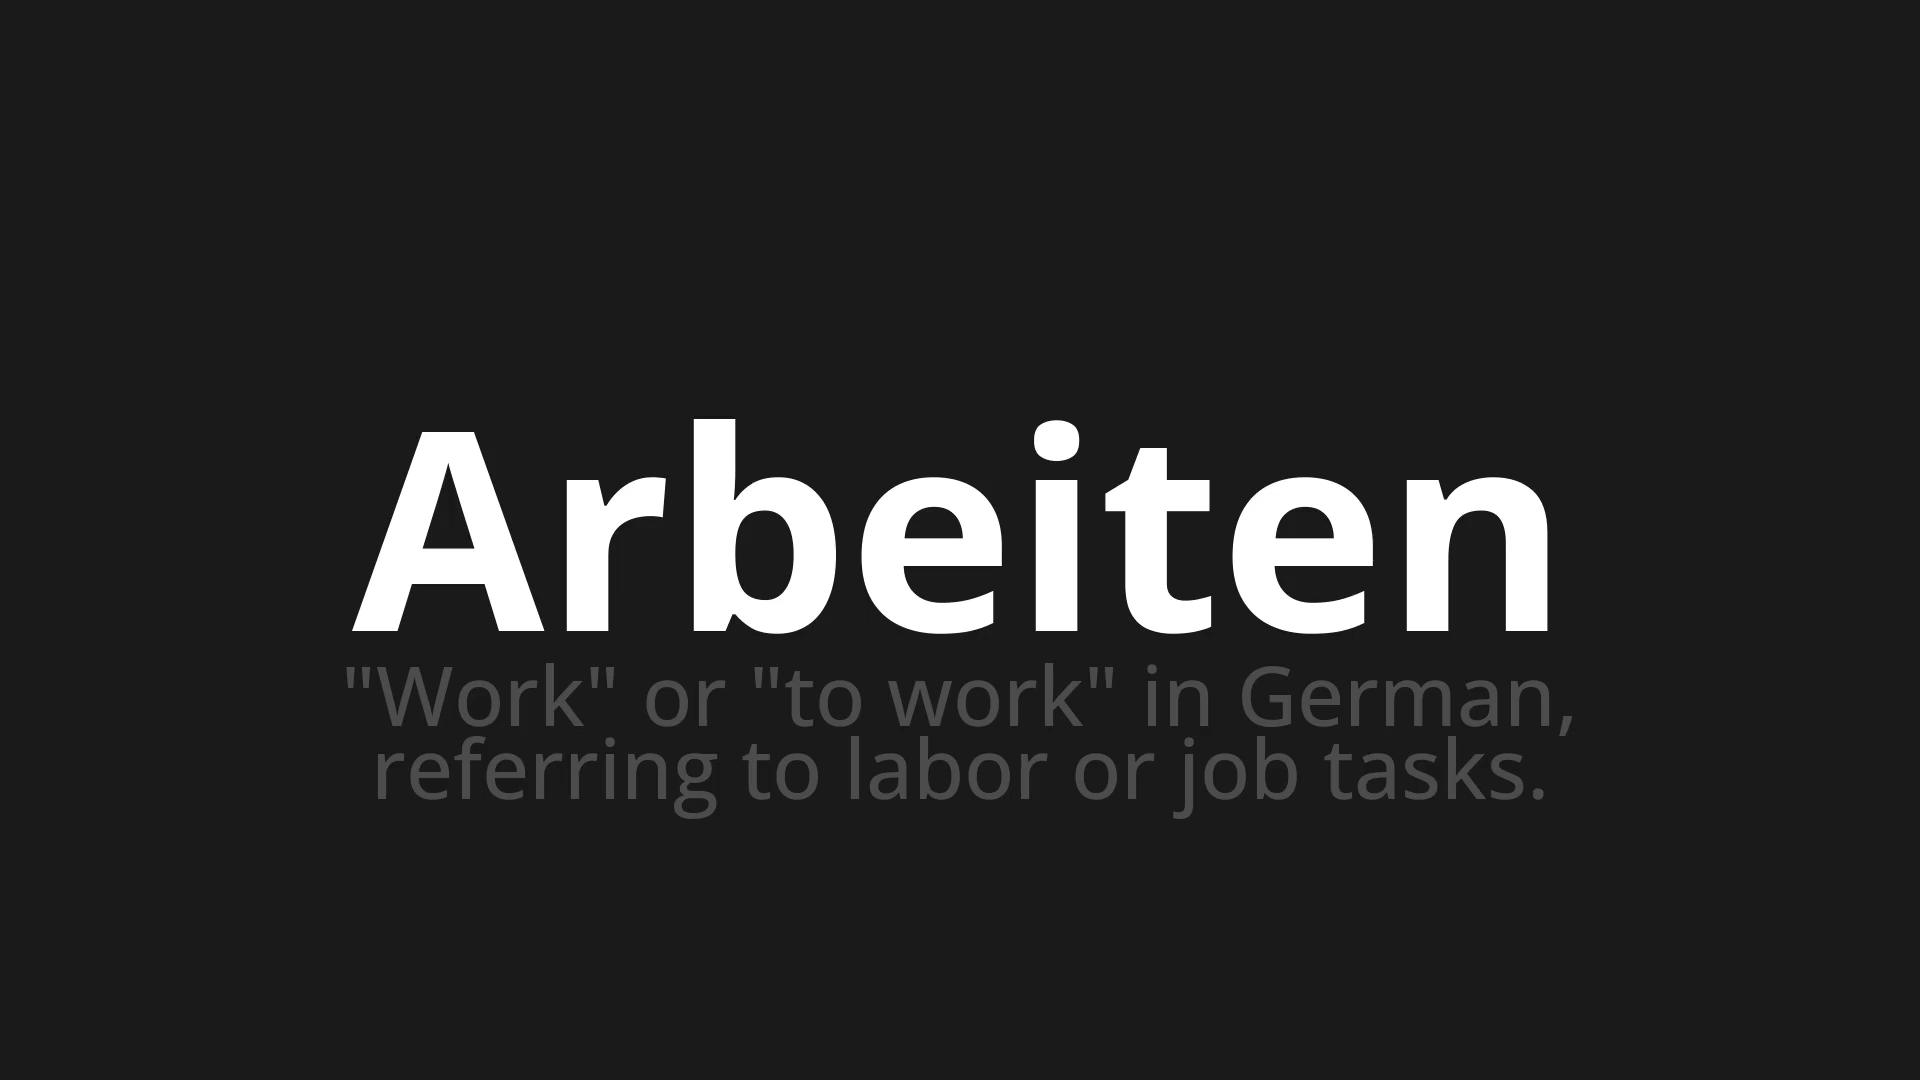 Arbeiten
"Work" or "to work" in German,
referring to labor or job tasks.